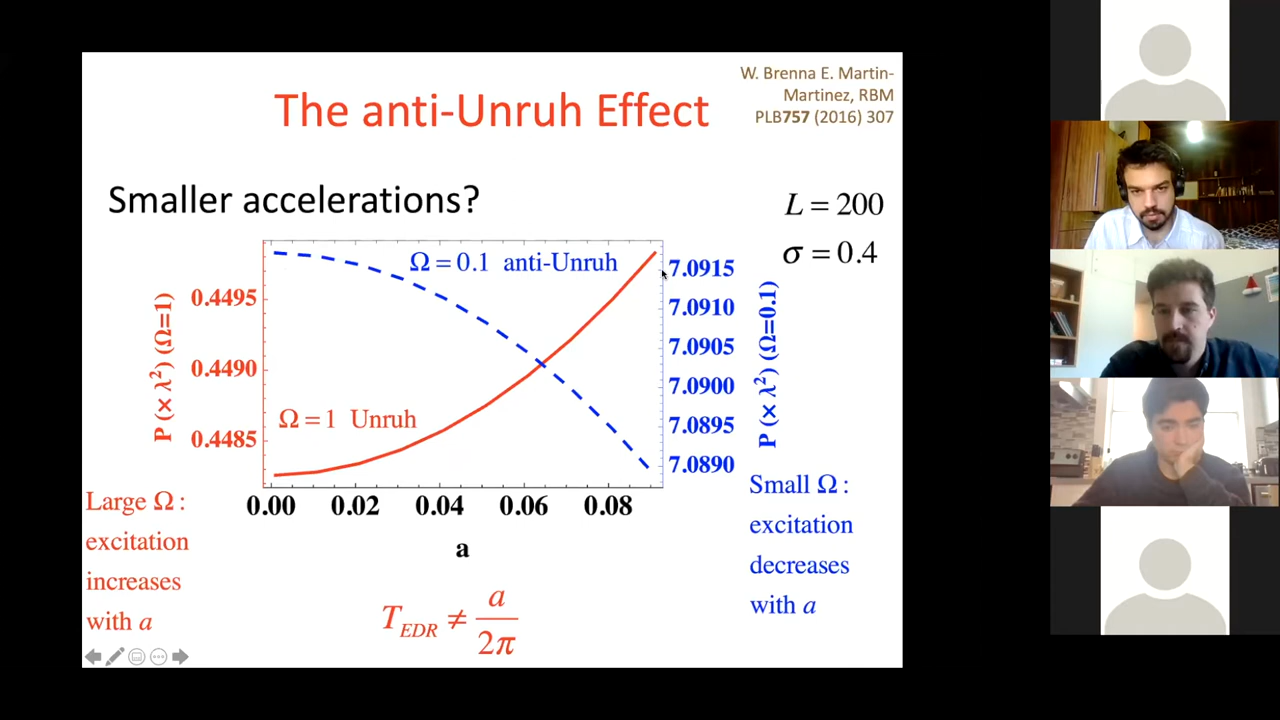 W. Brenna E. Martin-
Martinez, RBM
PLB757 (2016) 307
The anti-Unruh Effect
Smaller accelerations?
L = 200
σ = 0.4
Ω = 0.1 anti-Unruh
Ω = 1 Unruh
P (× λ²) (Ω=1)
0.4495
0.4490
0.4485
7.0915
7.0910
7.0905
7.0900
7.0895
7.0890
P (× λ²) (Ω=0.1)
0.00 0.02 0.04 0.06 0.08
a
Large Ω :
excitation
increases
with a
Small Ω :
excitation
decreases
with a
T_EDR ≠ a/2π